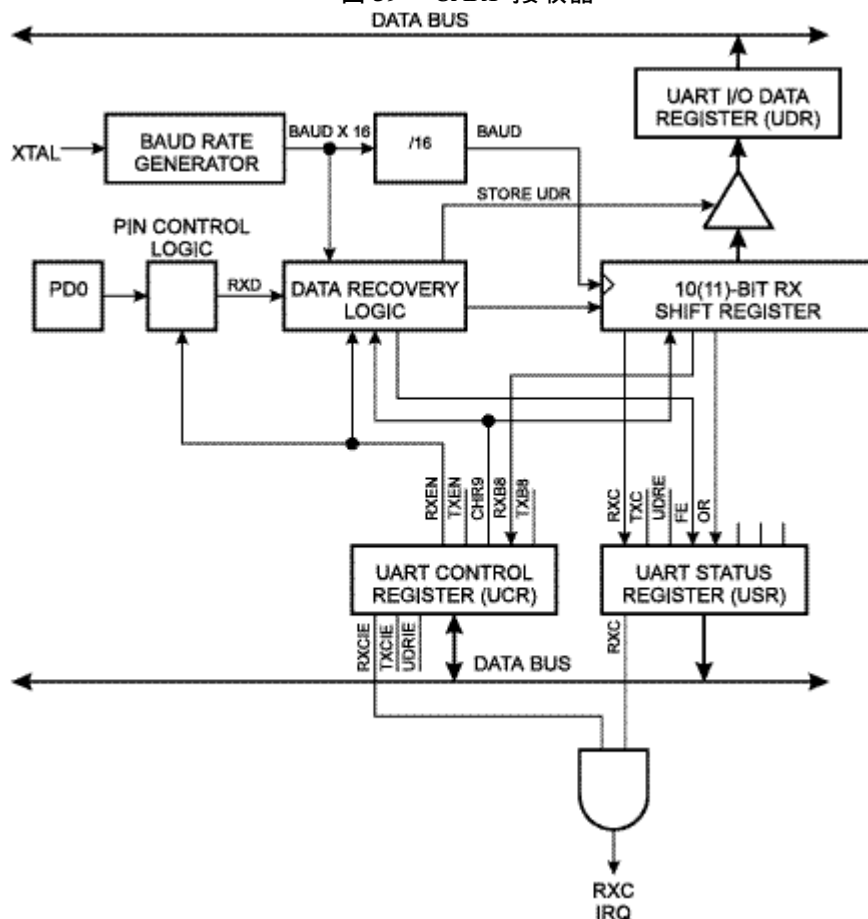 DATA BUS
UART I/O DATA
REGISTER (UDR)
XTAL
BAUD RATE
GENERATOR
BAUD X 16
/16
BAUD
STORE UDR
PIN CONTROL
LOGIC
PD0
RXD
DATA RECOVERY
LOGIC
10(11)-BIT RX
SHIFT REGISTER
RXEN
TXEN
CHR9
RXB8
TXB8
RXC
TXC
UDRE
FE
OR
UART CONTROL
REGISTER (UCR)
UART STATUS
REGISTER (USR)
RXCIE
TXCIE
UDRIE
RXC
DATA BUS
RXC
IRQ